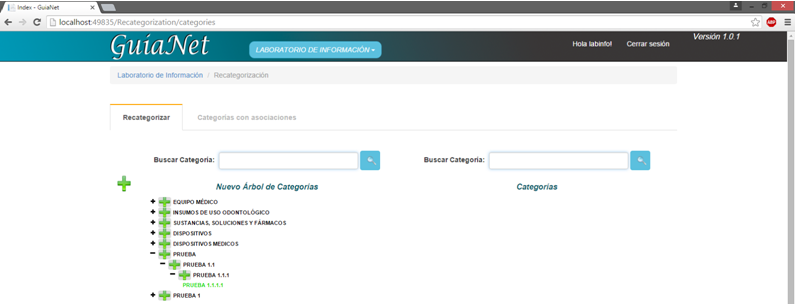 Index - GuiaNet
localhost:49835/Recategorization/categories
ABP
GuíaNet
LABORATORIO DE INFORMACIÓN
Hola labinfo!
Cerrar sesión
Versión 1.0.1
Laboratorio de Información / Recategorización
Recategorizar
Categorías con asociaciones
Buscar Categoría:
Buscar Categoría:
Nuevo Árbol de Categorías
Categorías
EQUIPO MÉDICO
INSUMOS DE USO ODONTOLÓGICO
SUSTANCIAS, SOLUCIONES Y FÁRMACOS
DISPOSITIVOS
DISPOSITIVOS MEDICOS
PRUEBA
PRUEBA 1.1
PRUEBA 1.1.1
PRUEBA 1.1.1.1
PRUEBA 1